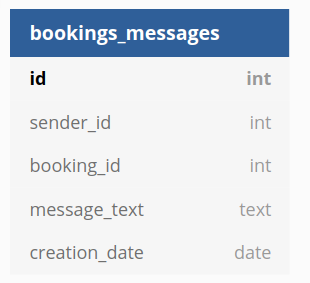 bookings_messages
id int
sender_id int
booking_id int
message_text text
creation_date date